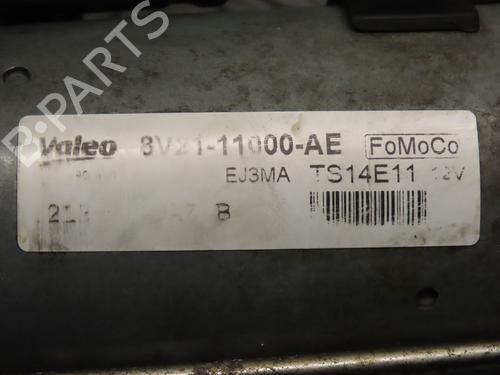 B-PARTS
Valeo 8V21-11000-AE FoMoCo
EJ3MA TS14E11 12V
B